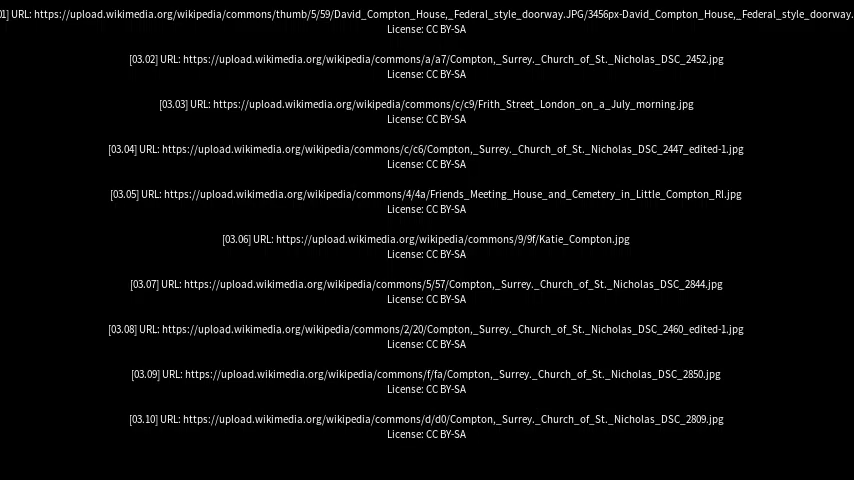 01] URL: https://upload.wikimedia.org/wikipedia/commons/thumb/5/59/David_Compton_House,_Federal_style_doorway.JPG/3456px-David_Compton_House,_Federal_style_doorway.
License: CC BY-SA
[03.02] URL: https://upload.wikimedia.org/wikipedia/commons/a/a7/Compton,_Surrey._Church_of_St._Nicholas_DSC_2452.jpg
License: CC BY-SA
[03.03] URL: https://upload.wikimedia.org/wikipedia/commons/c/c9/Frith_Street_London_on_a_July_morning.jpg
License: CC BY-SA
[03.04] URL: https://upload.wikimedia.org/wikipedia/commons/c/c6/Compton,_Surrey._Church_of_St._Nicholas_DSC_2447_edited-1.jpg
License: CC BY-SA
[03.05] URL: https://upload.wikimedia.org/wikipedia/commons/4/4a/Friends_Meeting_House_and_Cemetery_in_Little_Compton_RI.jpg
License: CC BY-SA
[03.06] URL: https://upload.wikimedia.org/wikipedia/commons/9/9f/Katie_Compton.jpg
License: CC BY-SA
[03.07] URL: https://upload.wikimedia.org/wikipedia/commons/5/57/Compton,_Surrey._Church_of_St._Nicholas_DSC_2844.jpg
License: CC BY-SA
[03.08] URL: https://upload.wikimedia.org/wikipedia/commons/2/20/Compton,_Surrey._Church_of_St._Nicholas_DSC_2460_edited-1.jpg
License: CC BY-SA
[03.09] URL: https://upload.wikimedia.org/wikipedia/commons/f/fa/Compton,_Surrey._Church_of_St._Nicholas_DSC_2850.jpg
License: CC BY-SA
[03.10] URL: https://upload.wikimedia.org/wikipedia/commons/d/d0/Compton,_Surrey._Church_of_St._Nicholas_DSC_2809.jpg
License: CC BY-SA